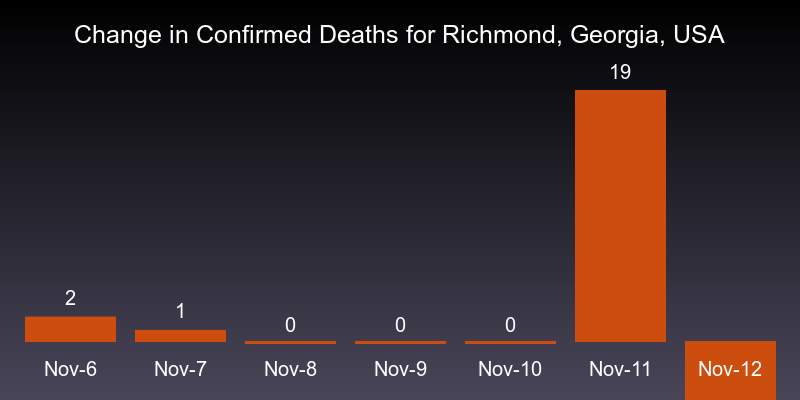 Change in Confirmed Deaths for Richmond, Georgia, USA
19
2
1
0 0 0
Nov-6 Nov-7 Nov-8 Nov-9 Nov-10 Nov-11 Nov-12